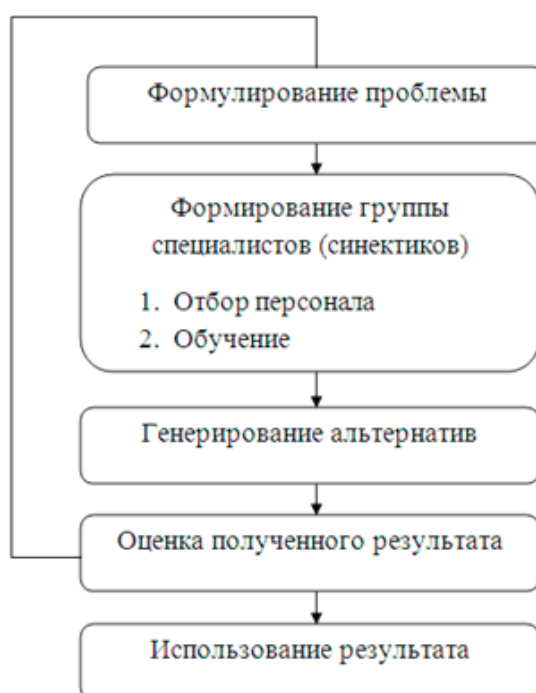 Формулирование проблемы
Формирование группы
специалистов (синектиков)
1. Отбор персонала
2. Обучение
Генерирование альтернатив
Оценка полученного результата
Использование результата